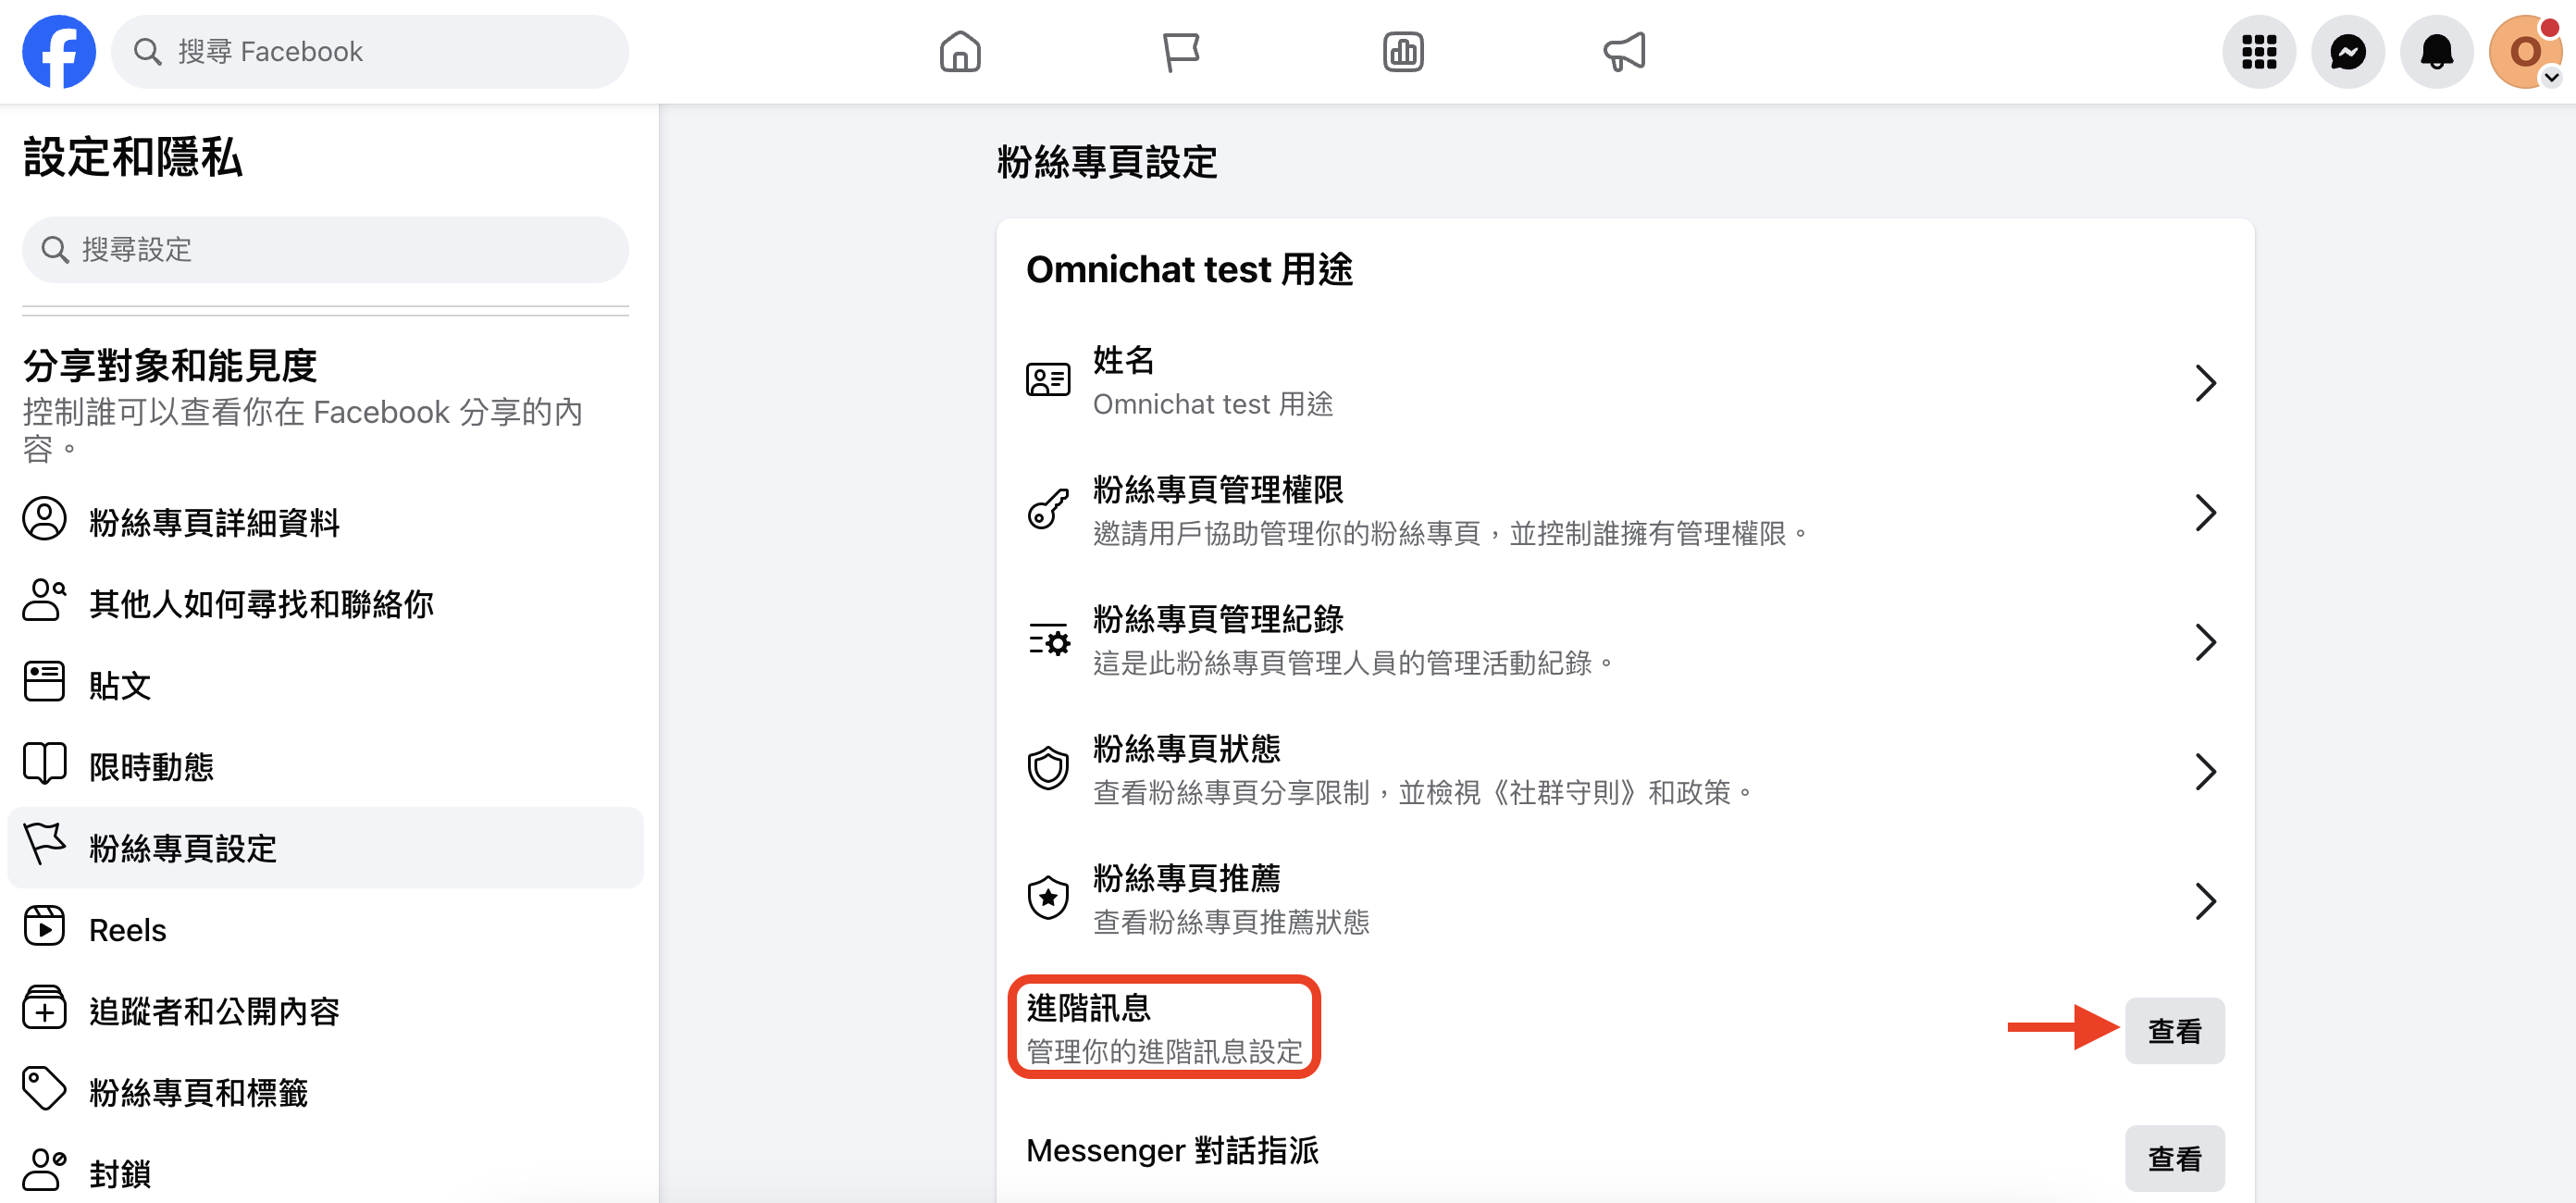 搜尋 Facebook
O
設定和隱私
搜尋設定
分享對象和能見度
控制誰可以查看你在 Facebook 分享的內
容。
粉絲專頁詳細資料
其他人如何尋找和聯絡你
貼文
限時動態
粉絲專頁設定
Reels
追蹤者和公開內容
粉絲專頁和標籤
封鎖
粉絲專頁設定
Omnichat test 用途
姓名
Omnichat test 用途
粉絲專頁管理權限
邀請用戶協助管理你的粉絲專頁，並控制誰擁有管理權限。
粉絲專頁管理紀錄
這是此粉絲專頁管理人員的管理活動紀錄。
粉絲專頁狀態
查看粉絲專頁分享限制，並檢視《社群守則》和政策。
粉絲專頁推薦
查看粉絲專頁推薦狀態
進階訊息
管理你的進階訊息設定
查看
Messenger 對話指派
查看